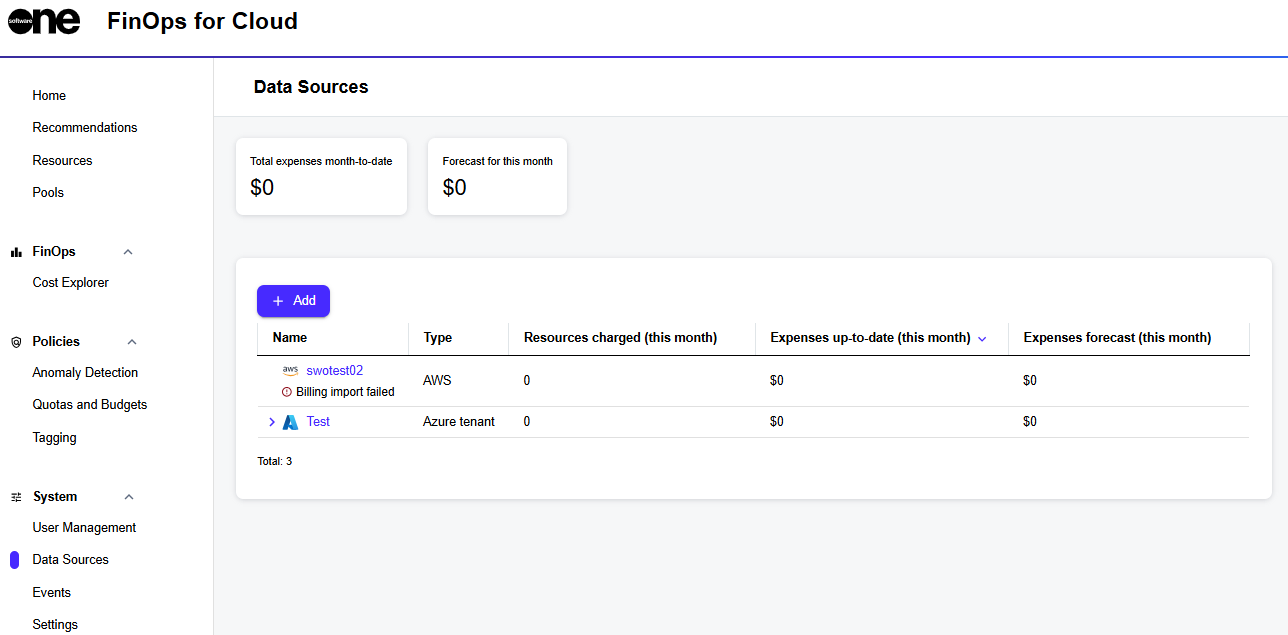 software one
FinOps for Cloud
Home
Recommendations
Resources
Pools
FinOps
Cost Explorer
Policies
Anomaly Detection
Quotas and Budgets
Tagging
System
User Management
Data Sources
Events
Settings
Data Sources
Total expenses month-to-date
$0
Forecast for this month
$0
+ Add
Name Type Resources charged (this month) Expenses up-to-date (this month) Expenses forecast (this month)
aws swotest02 AWS 0 $0 $0
Billing import failed
Test Azure tenant 0 $0 $0
Total: 3